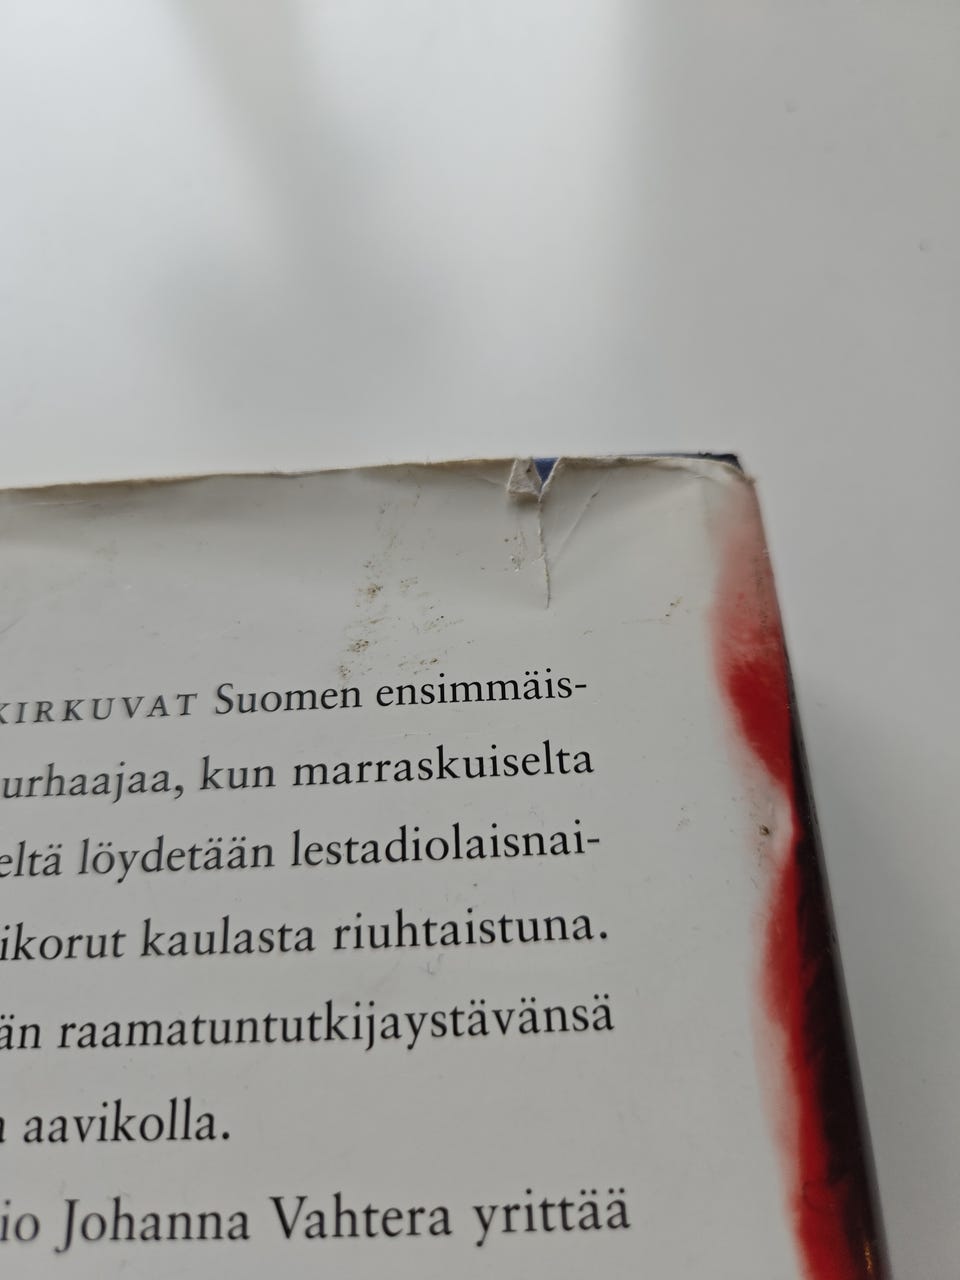 KIRKUVAT Suomen ensimmäis-
urhaajaa, kun marraskuiselta
eltä löydetään lestadiolaisnai-
ikorut kaulasta riuhtaistuna.
än raamatuntutkijaystävänsä
aavikolla.
io Johanna Vahtera yrittää